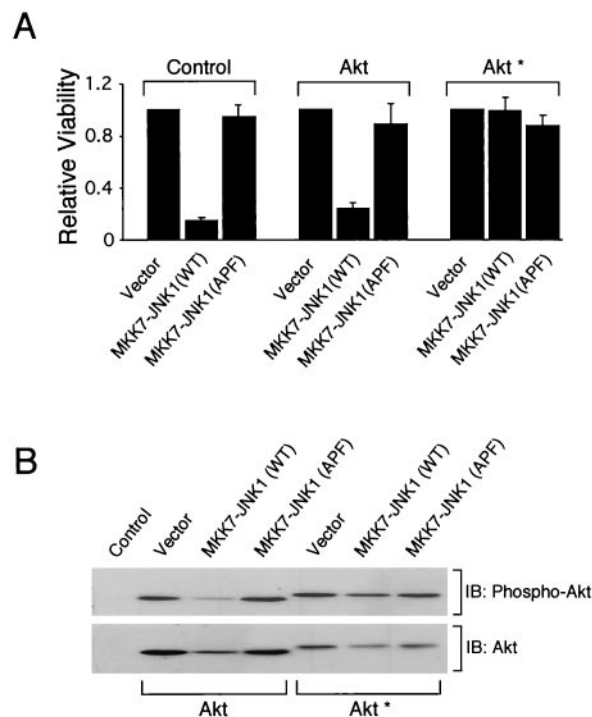 A
Control
Akt
Akt *
Relative Viability
1.2
0.8
0.4
0
Vector
MKK7-JNK1(WT)
MKK7-JNK1(APF)
Vector
MKK7-JNK1(WT)
MKK7-JNK1(APF)
Vector
MKK7-JNK1(WT)
MKK7-JNK1(APF)
B
Control
Vector
MKK7-JNK1 (WT)
MKK7-JNK1 (APF)
Vector
MKK7-JNK1 (WT)
MKK7-JNK1 (APF)
IB: Phospho-Akt
IB: Akt
Akt
Akt *